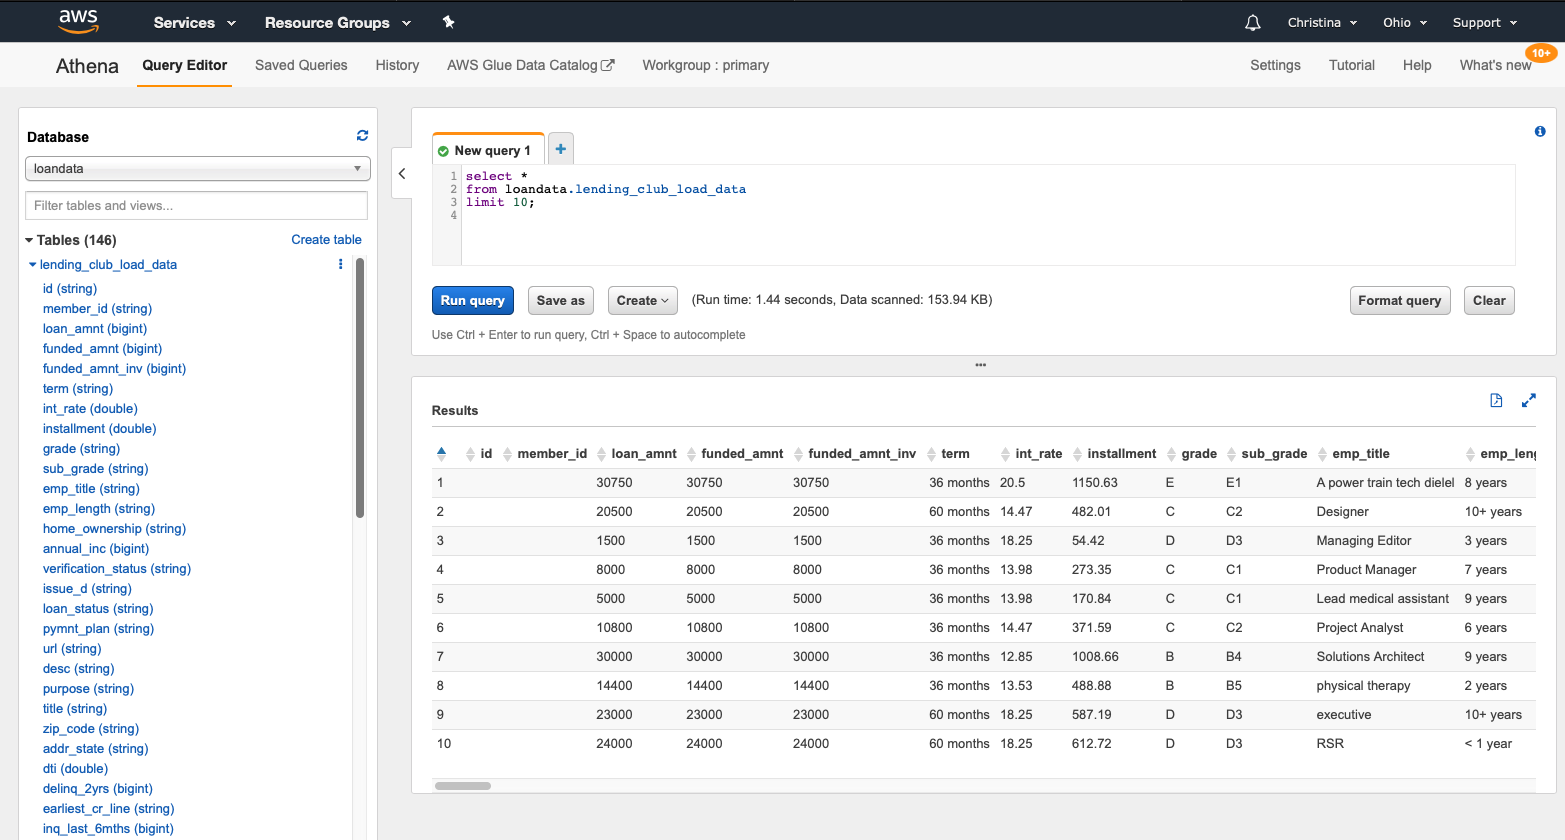 aws Services Resource Groups Christina Ohio Support
Athena Query Editor Saved Queries History AWS Glue Data Catalog Workgroup : primary Settings Tutorial Help What's new 10+
Database
loandata
Filter tables and views...
Tables (146) Create table
lending_club_load_data
id (string)
member_id (string)
loan_amnt (bigint)
funded_amnt (bigint)
funded_amnt_inv (bigint)
term (string)
int_rate (double)
installment (double)
grade (string)
sub_grade (string)
emp_title (string)
emp_length (string)
home_ownership (string)
annual_inc (bigint)
verification_status (string)
issue_d (string)
loan_status (string)
pymnt_plan (string)
url (string)
desc (string)
purpose (string)
title (string)
zip_code (string)
addr_state (string)
dti (double)
delinq_2yrs (bigint)
earliest_cr_line (string)
inq_last_6mths (bigint)
New query 1 +
1 select *
2 from loandata.lending_club_load_data
3 limit 10;
4
Run query Save as Create (Run time: 1.44 seconds, Data scanned: 153.94 KB) Format query Clear
Use Ctrl + Enter to run query, Ctrl + Space to autocomplete
Results
id member_id loan_amnt funded_amnt funded_amnt_inv term int_rate installment grade sub_grade emp_title emp_leng
1 30750 30750 30750 36 months 20.5 1150.63 E E1 A power train tech dielel 8 years
2 20500 20500 20500 60 months 14.47 482.01 C C2 Designer 10+ years
3 1500 1500 1500 36 months 18.25 54.42 D D3 Managing Editor 3 years
4 8000 8000 8000 36 months 13.98 273.35 C C1 Product Manager 7 years
5 5000 5000 5000 36 months 13.98 170.84 C C1 Lead medical assistant 9 years
6 10800 10800 10800 36 months 14.47 371.59 C C2 Project Analyst 6 years
7 30000 30000 30000 36 months 12.85 1008.66 B B4 Solutions Architect 9 years
8 14400 14400 14400 36 months 13.53 488.88 B B5 physical therapy 2 years
9 23000 23000 23000 60 months 18.25 587.19 D D3 executive 10+ years
10 24000 24000 24000 60 months 18.25 612.72 D D3 RSR < 1 year